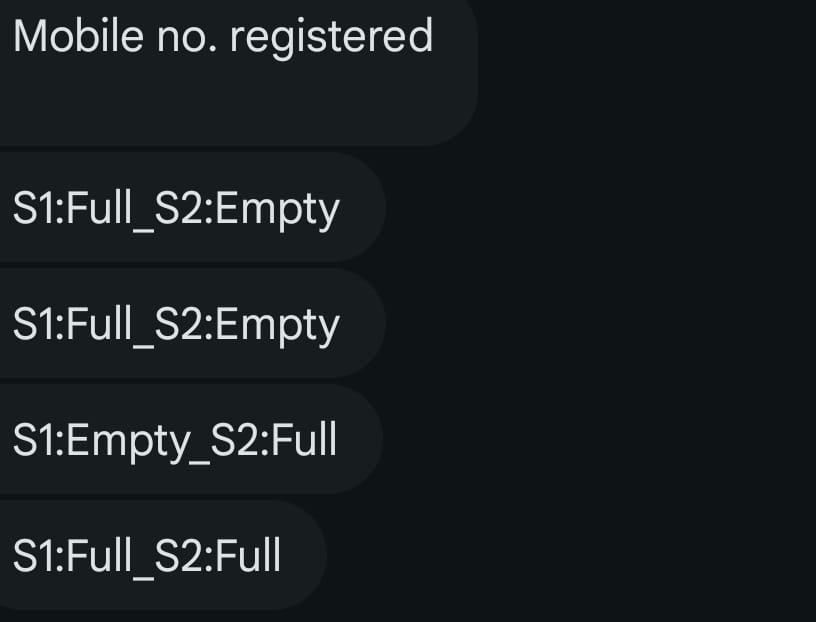 Mobile no. registered
S1:Full_S2:Empty
S1:Full_S2:Empty
S1:Empty_S2:Full
S1:Full_S2:Full